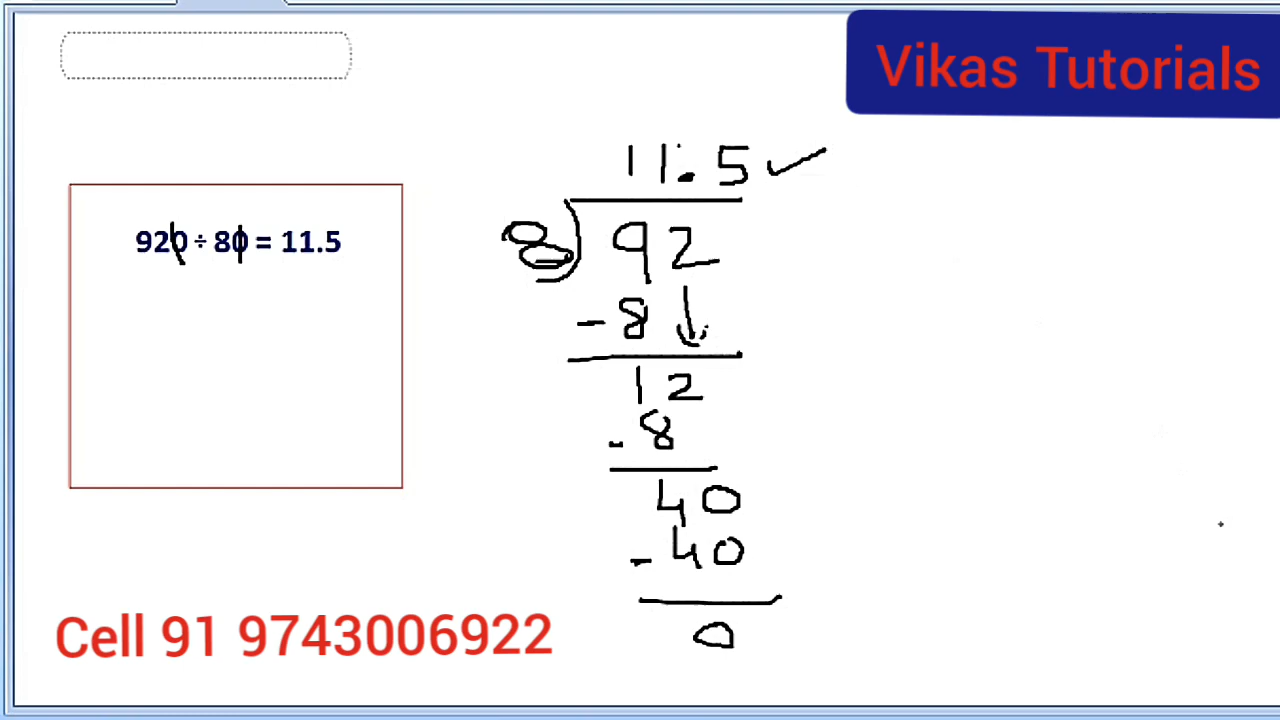 Vikas Tutorials
920 ÷ 80 = 11.5
11.5 ✓
8) 92
- 8 ↓
12
- 8
40
- 40
0
Cell 91 9743006922